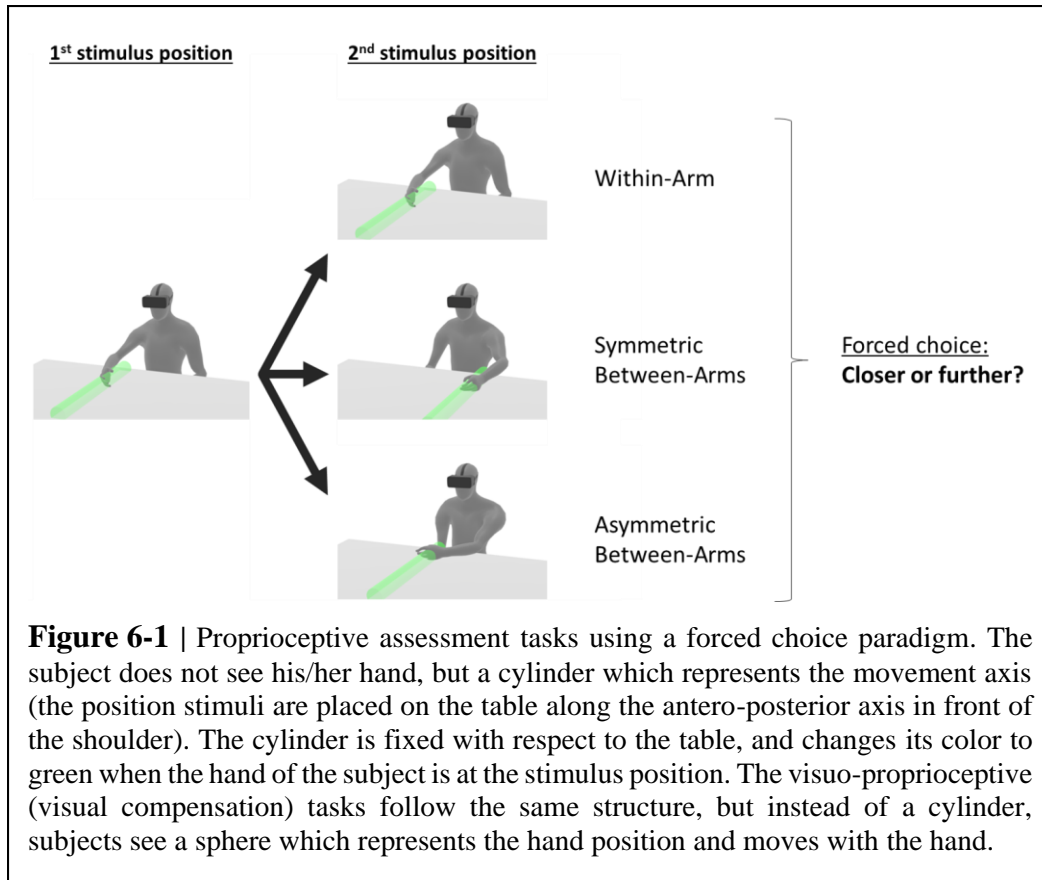 1st stimulus position
2nd stimulus position
Within-Arm
Symmetric
Between-Arms
Forced choice:
Closer or further?
Asymmetric
Between-Arms
Figure 6-1 | Proprioceptive assessment tasks using a forced choice paradigm. The
subject does not see his/her hand, but a cylinder which represents the movement axis
(the position stimuli are placed on the table along the antero-posterior axis in front of
the shoulder). The cylinder is fixed with respect to the table, and changes its color to
green when the hand of the subject is at the stimulus position. The visuo-proprioceptive
(visual compensation) tasks follow the same structure, but instead of a cylinder,
subjects see a sphere which represents the hand position and moves with the hand.